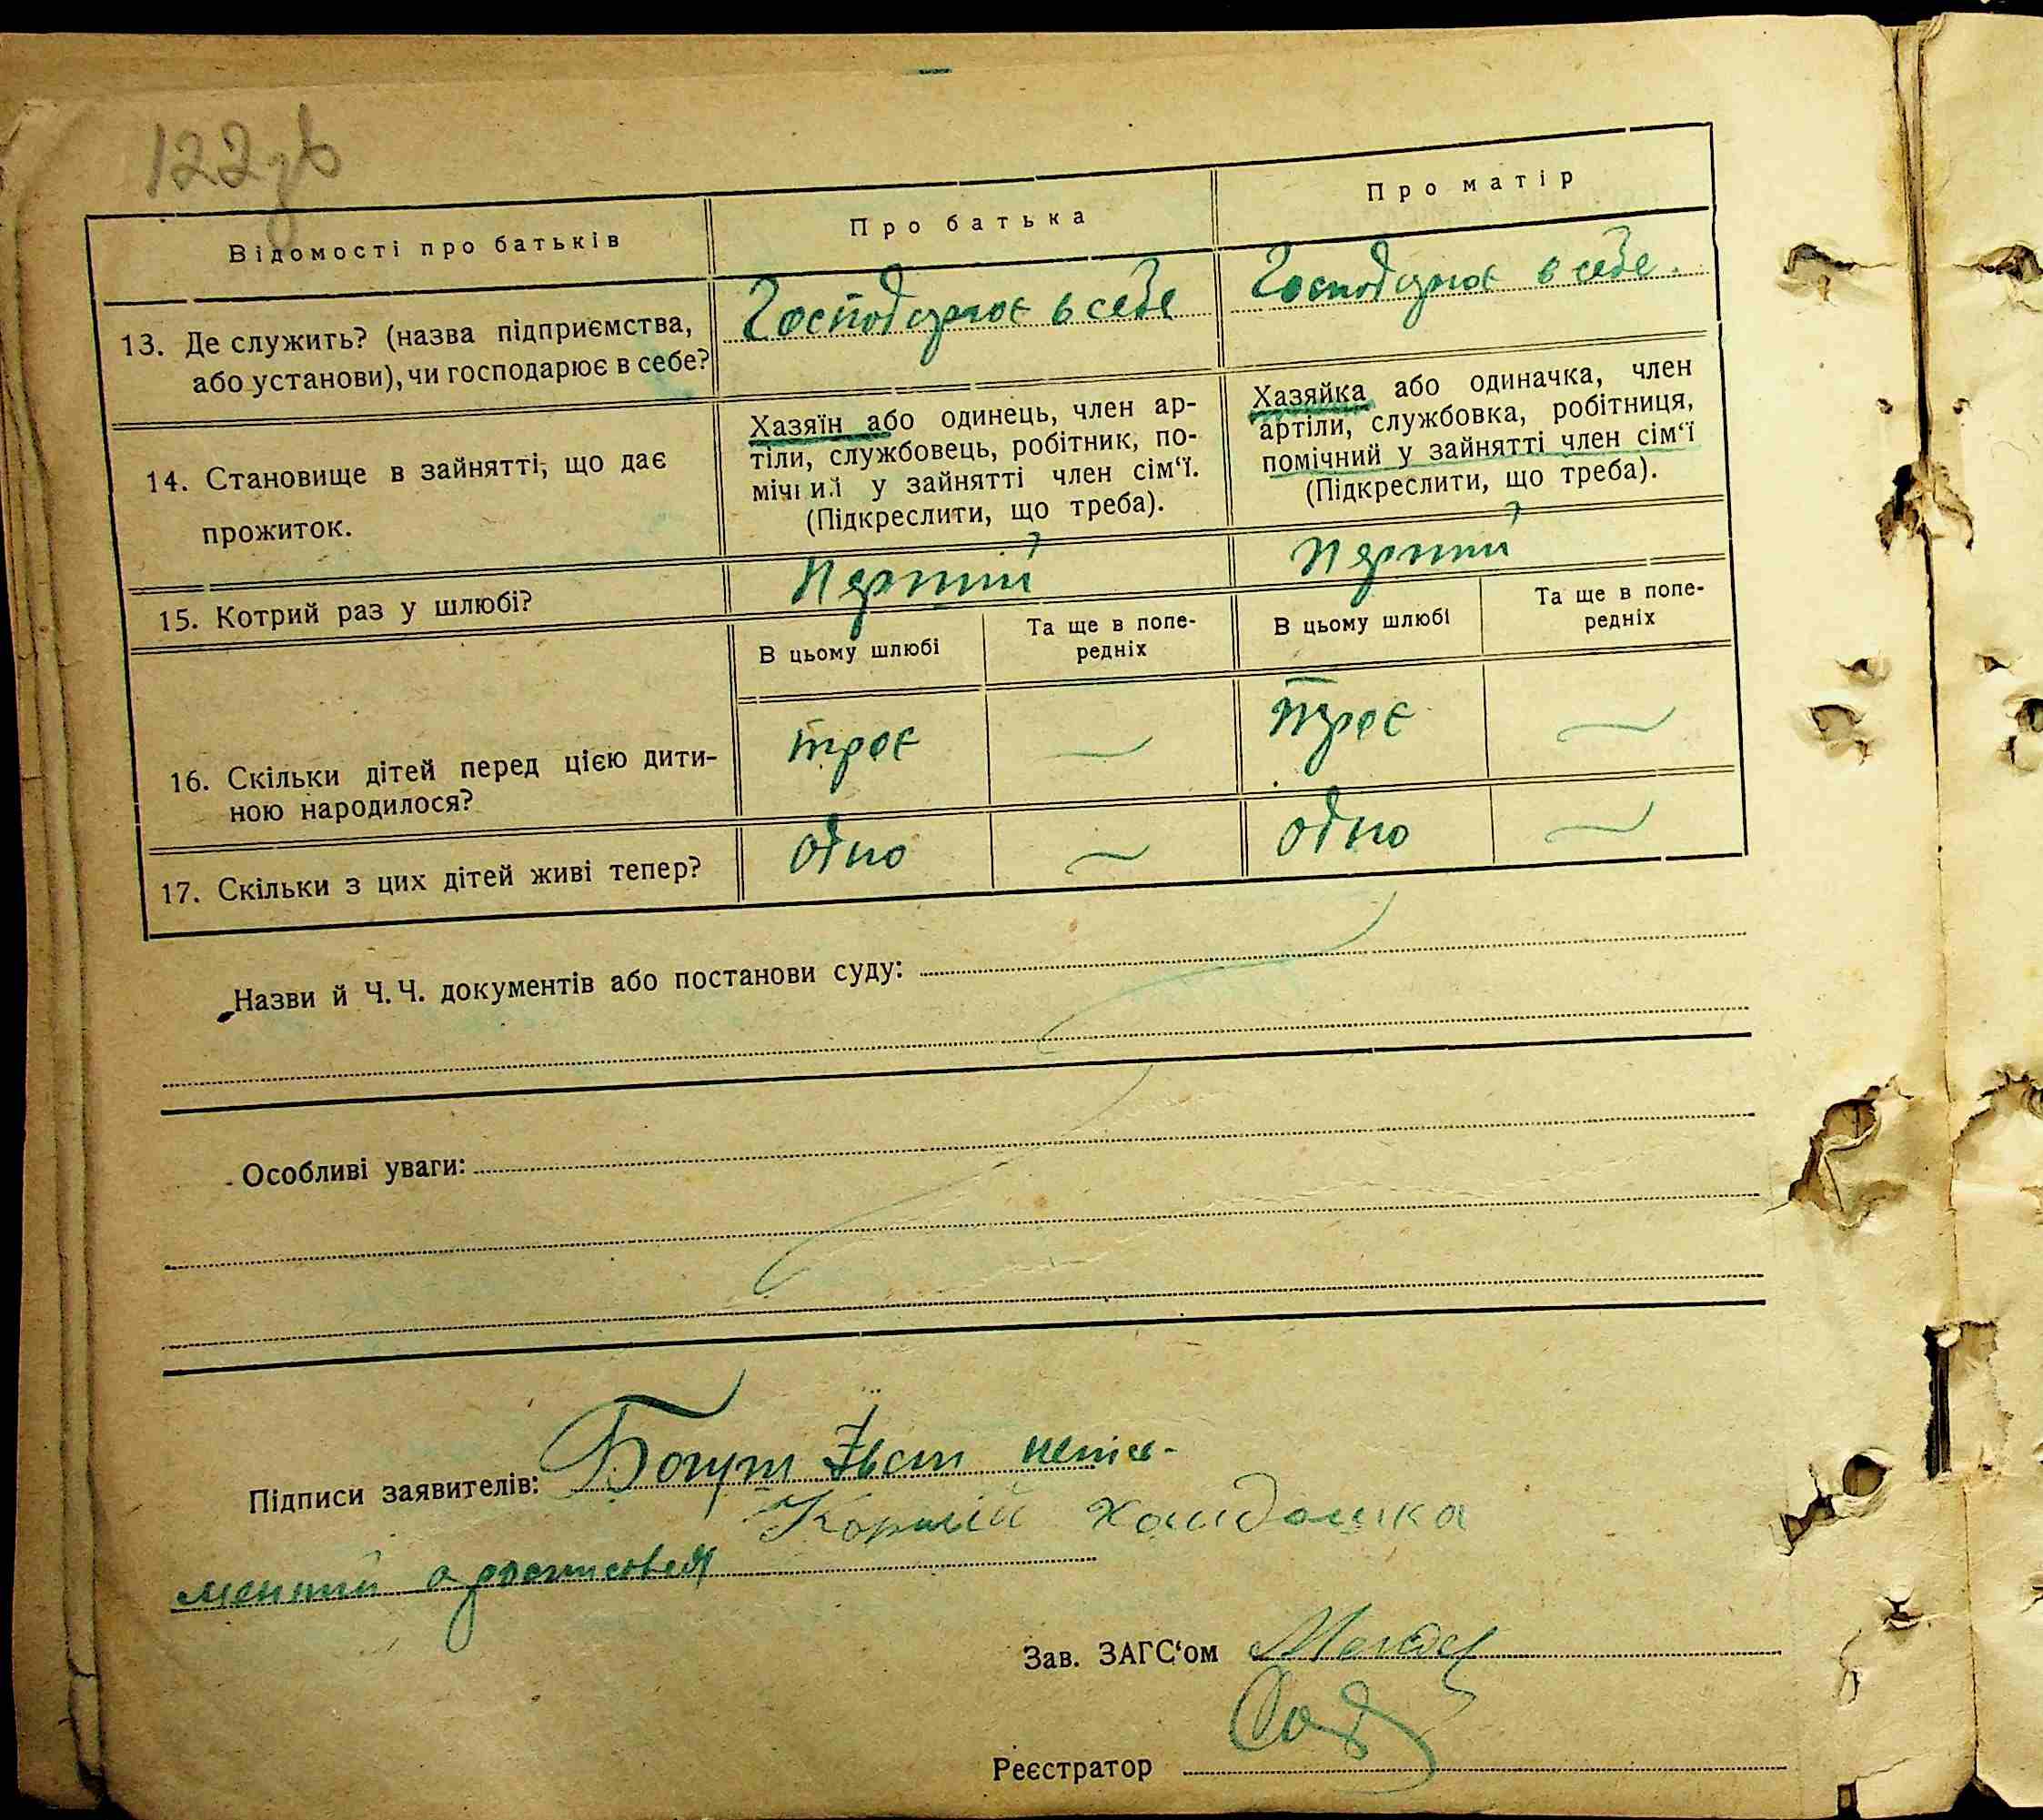 122зв
Відомості про батьків
Про батька
Про матір
13. Де служить? (назва підприємства,
або установи), чи господарює в себе?
Господарює в себе
Господарює в себе.
14. Становище в зайнятті, що дає
прожиток.
Хазяїн або одинець, член ар-
тіли, службовець, робітник, по-
мічний у зайнятті член сім‘ї.
(Підкреслити, що треба).
Хазяйка або одиначка, член
артіли, службовка, робітниця,
помічний у зайнятті член сім‘ї
(Підкреслити, що треба).
15. Котрий раз у шлюбі?
Перший
Перший
В цьому шлюбі
Та ще в попе-
редніх
В цьому шлюбі
Та ще в попе-
редніх
16. Скільки дітей перед цією дити-
ною народилося?
троє
—
троє
—
17. Скільки з цих дітей живі тепер?
одно
—
одно
—
Назви й Ч. Ч. документів або постанови суду:
Особливі уваги:
Підписи заявителів: Богуш непис-
Корній
менний
Зав. ЗАГС‘ом
Реєстратор